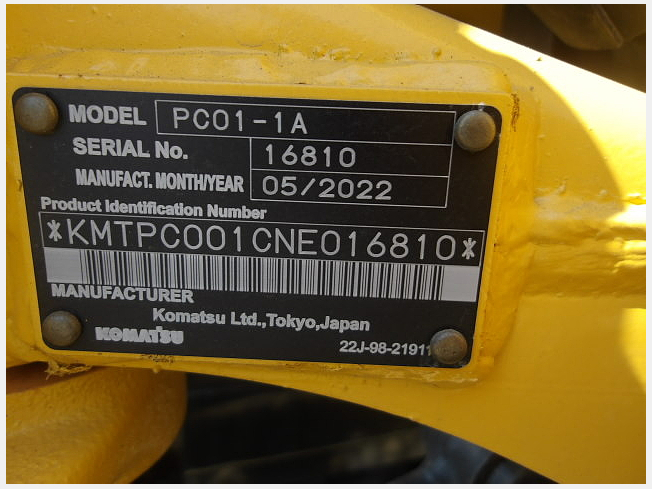 MODEL PC01-1A
SERIAL No. 16810
MANUFACT. MONTH/YEAR 05/2022
Product Identification Number
*KMTPC001CNE016810*
MANUFACTURER
Komatsu Ltd.,Tokyo,Japan
KOMATSU
22J-98-21911